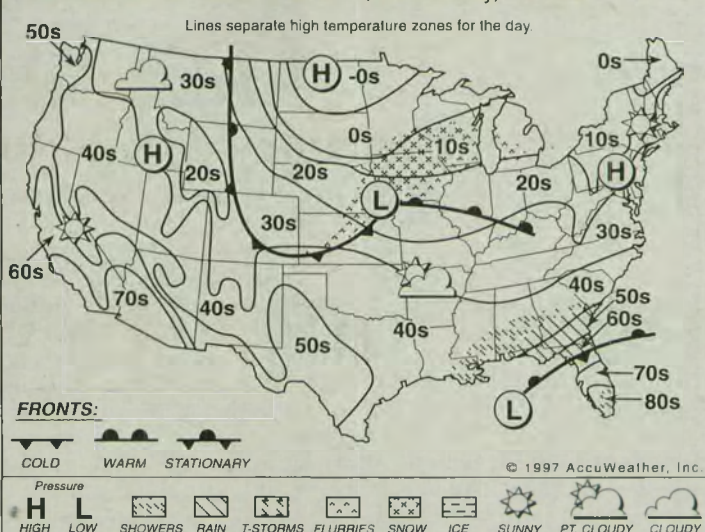 Lines separate high temperature zones for the day.
50s
0s
H -0s
30s
0s
10s
10s
40s
H
20s
20s
20s
H
L
30s
30s
60s
70s
40s
40s
50s
60s
40s
50s
70s
80s
L
FRONTS:
COLD WARM STATIONARY
© 1997 AccuWeather, Inc.
Pressure
H L
HIGH LOW SHOWERS RAIN T-STORMS FLURRIES SNOW ICE SUNNY PT. CLOUDY CLOUDY